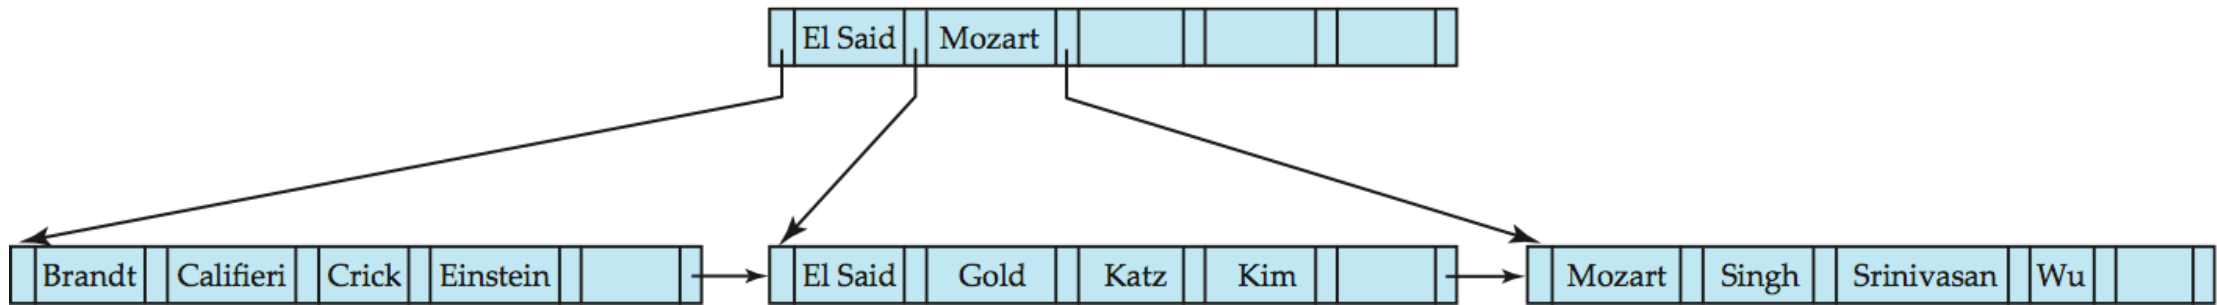 El Said Mozart
Brandt Califieri Crick Einstein El Said Gold Katz Kim Mozart Singh Srinivasan Wu